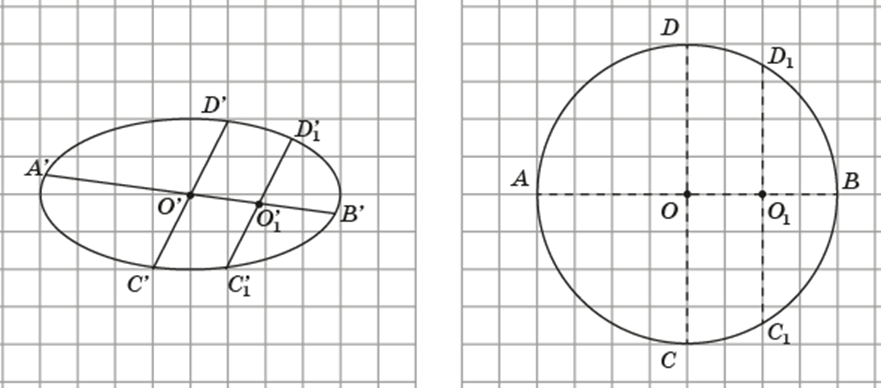 D'
D'₁
A'
O'
O'₁
B'
C'
C'₁
D
D₁
A
B
O
O₁
C₁
C